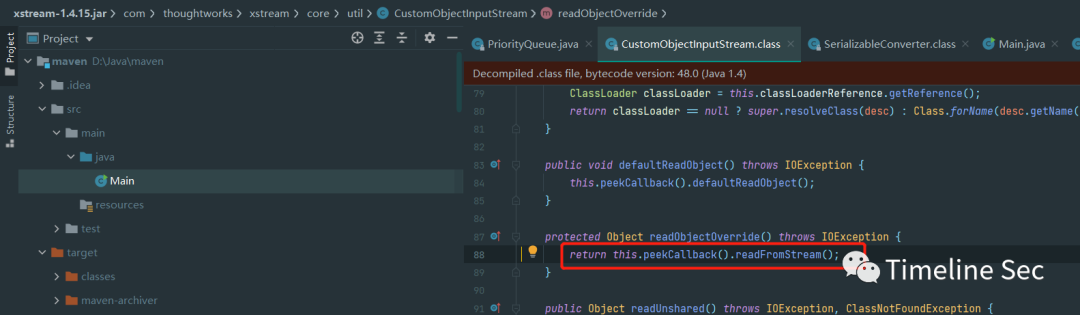 xstream-1.4.15.jar › com › thoughtworks › xstream › core › util › CustomObjectInputStream › readObjectOverride
Project
Structure
Project
maven D:\Java\maven
.idea
src
main
java
Main
resources
test
target
classes
maven-archiver
PriorityQueue.java CustomObjectInputStream.class SerializableConverter.class Main.java
Decompiled .class file, bytecode version: 48.0 (Java 1.4)
79 ClassLoader classLoader = this.classLoaderReference.getReference();
80 return classLoader == null ? super.resolveClass(desc) : Class.forName(desc.getName(
81 }
82
83 public void defaultReadObject() throws IOException {
84 this.peekCallback().defaultReadObject();
85 }
86
87 protected Object readObjectOverride() throws IOException {
88 return this.peekCallback().readFromStream();
89 }
90
91 public Object readUnshared() throws IOException, ClassNotFoundException {
Timeline Sec